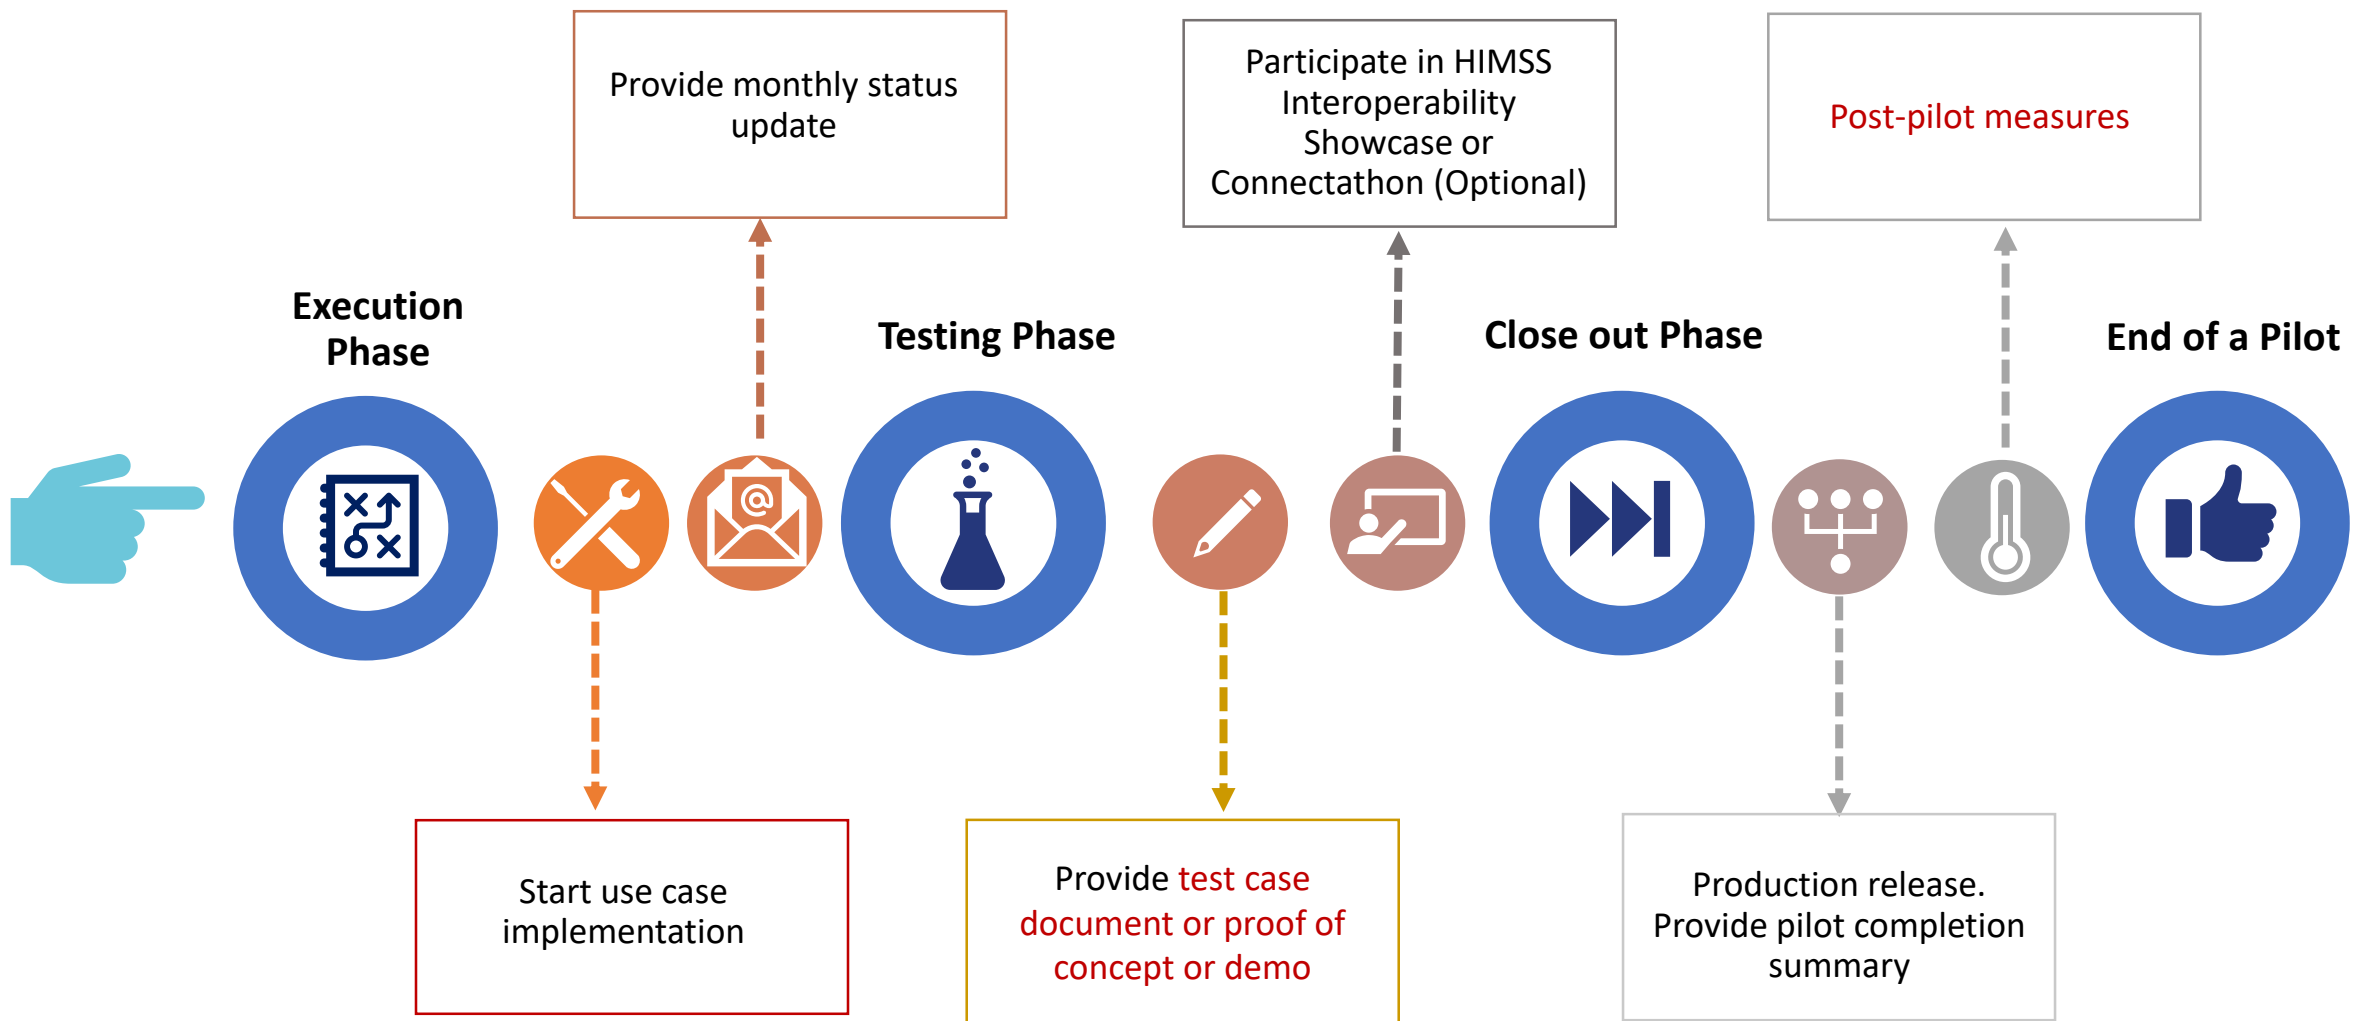 Provide monthly status
update
Participate in HIMSS
Interoperability
Showcase or
Connectathon (Optional)
Post-pilot measures
Execution
Phase
Testing Phase
Close out Phase
End of a Pilot
@
Start use case
implementation
Provide test case
document or proof of
concept or demo
Production release.
Provide pilot completion
summary